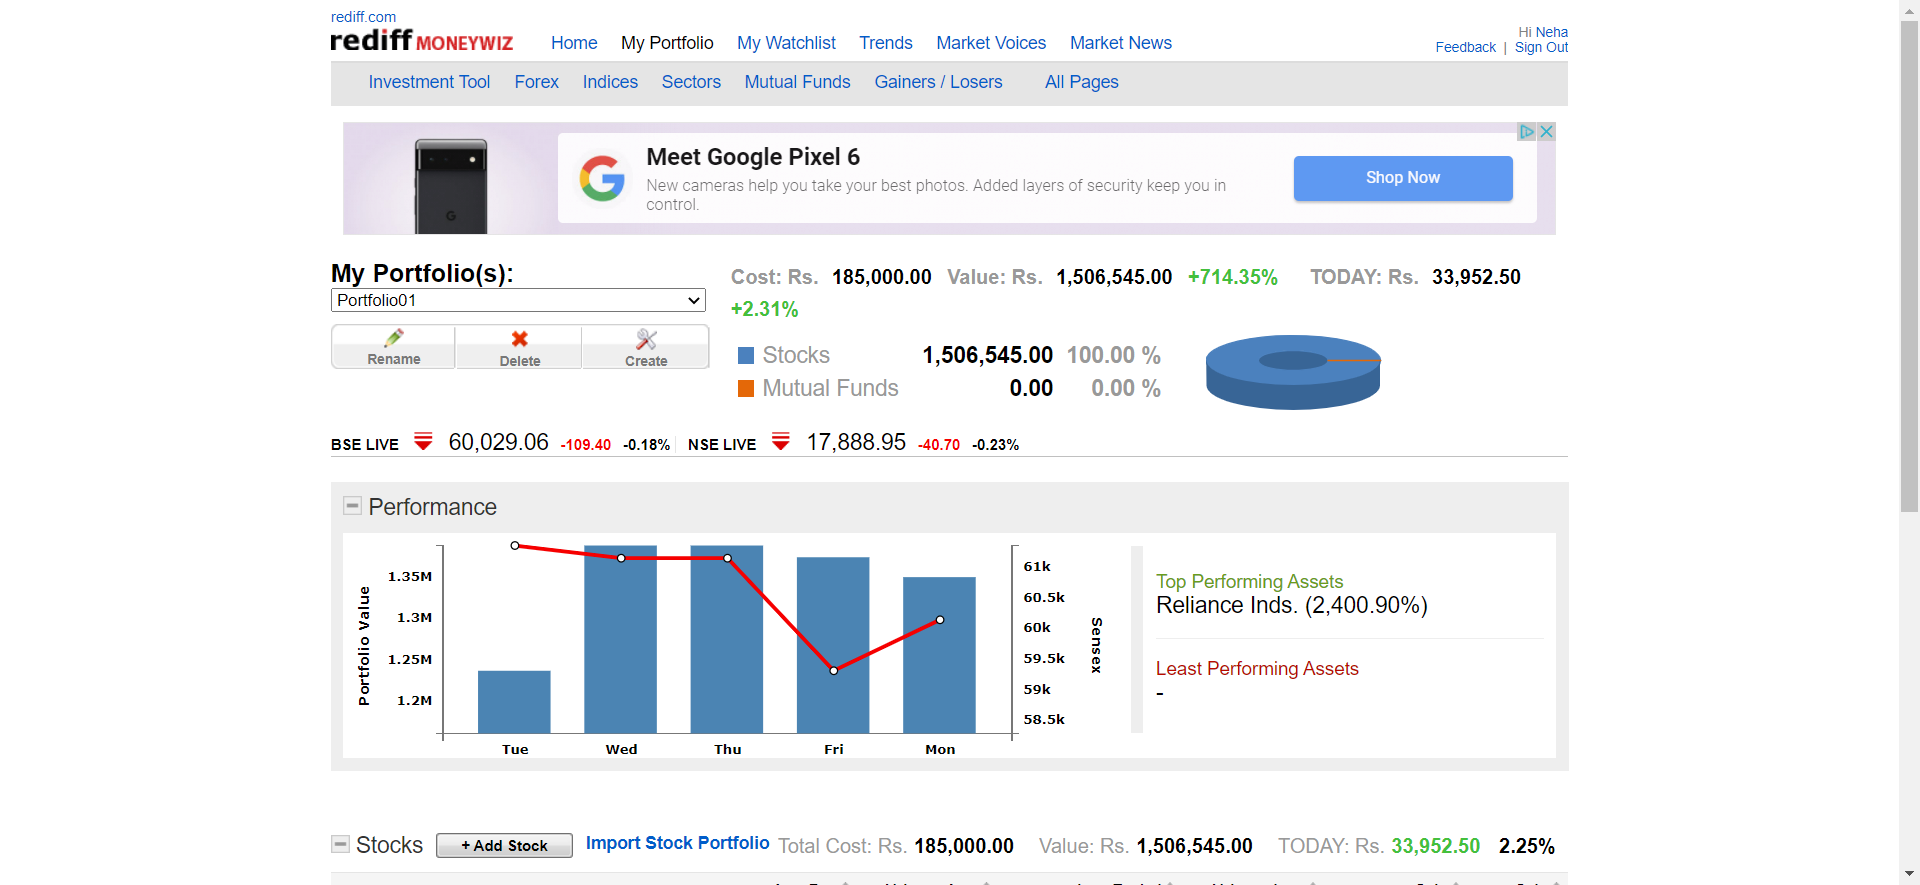 rediff.com
rediff MONEYWIZ
Home My Portfolio My Watchlist Trends Market Voices Market News
Hi Neha
Feedback | Sign Out
Investment Tool Forex Indices Sectors Mutual Funds Gainers / Losers All Pages
Meet Google Pixel 6
New cameras help you take your best photos. Added layers of security keep you in
control.
Shop Now
My Portfolio(s):
Portfolio01
Rename Delete Create
Cost: Rs. 185,000.00 Value: Rs. 1,506,545.00 +714.35% TODAY: Rs. 33,952.50
+2.31%
Stocks 1,506,545.00 100.00 %
Mutual Funds 0.00 0.00 %
BSE LIVE 60,029.06 -109.40 -0.18% NSE LIVE 17,888.95 -40.70 -0.23%
Performance
Portfolio Value
1.35M
1.3M
1.25M
1.2M
Tue Wed Thu Fri Mon
61k
60.5k
60k
59.5k
59k
58.5k
Sensex
Top Performing Assets
Reliance Inds. (2,400.90%)
Least Performing Assets
-
Stocks + Add Stock Import Stock Portfolio Total Cost: Rs. 185,000.00 Value: Rs. 1,506,545.00 TODAY: Rs. 33,952.50 2.25%